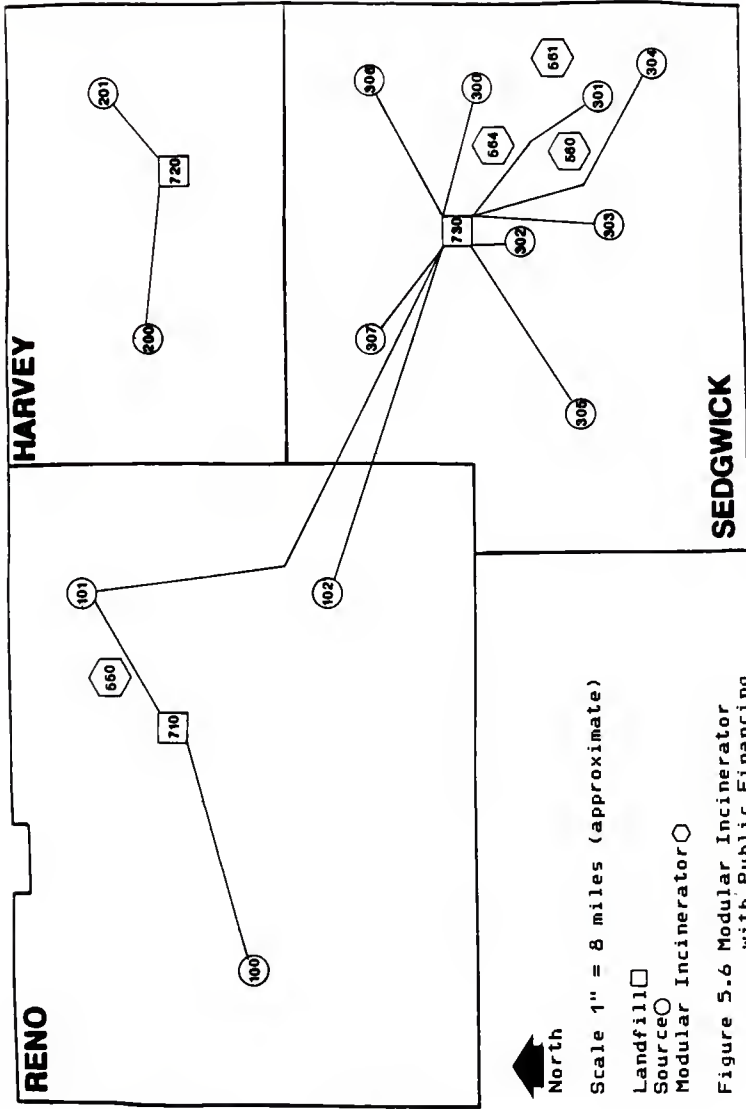 RENO
HARVEY
SEDGWICK
100
101
102
550
710
200
201
720
300
301
302
303
304
305
306
307
560
561
564
730
North
Scale 1" = 8 miles (approximate)
Landfill
Source
Modular Incinerator
Figure 5.6 Modular Incinerator
with Public Financing